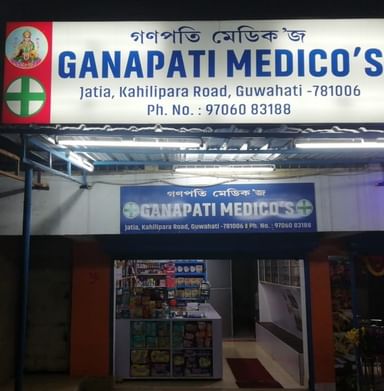 গণপতি মেডিক'জ
GANAPATI MEDICO'S
Jatia, Kahilipara Road, Guwahati -781006
Ph. No. : 97060 83188
গণপতি মেডিক'জ
GANAPATI MEDICO'S
Jatia, Kahilipara Road, Guwahati -781006 Ph. No. : 97060 83188